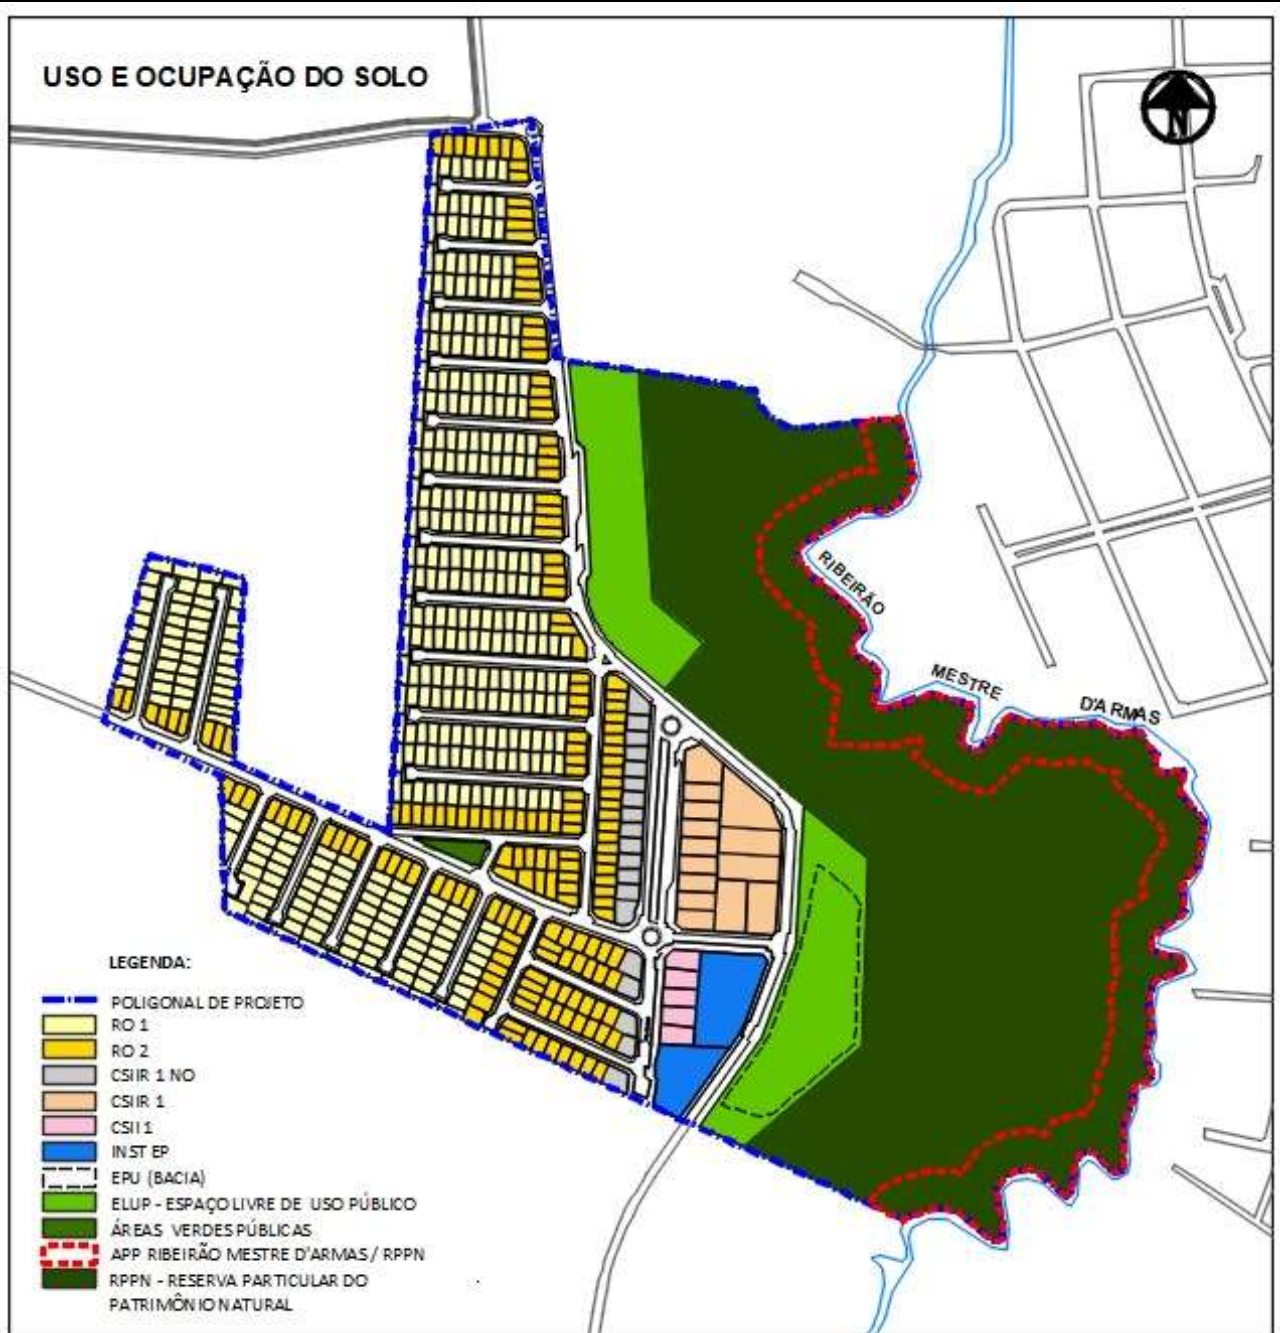 USO E OCUPAÇÃO DO SOLO
N
RIBEIRÃO
MESTRE
D'ARMAS
LEGENDA:
POLIGONAL DE PROJETO
RO 1
RO 2
CSIIR 1 NO
CSIIR 1
CSII 1
INST EP
EPU (BACIA)
ELUP - ESPAÇO LIVRE DE USO PÚBLICO
ÁREAS VERDES PÚBLICAS
APP RIBEIRÃO MESTRE D'ARMAS / RPPN
RPPN - RESERVA PARTICULAR DO
PATRIMÔNIO NATURAL